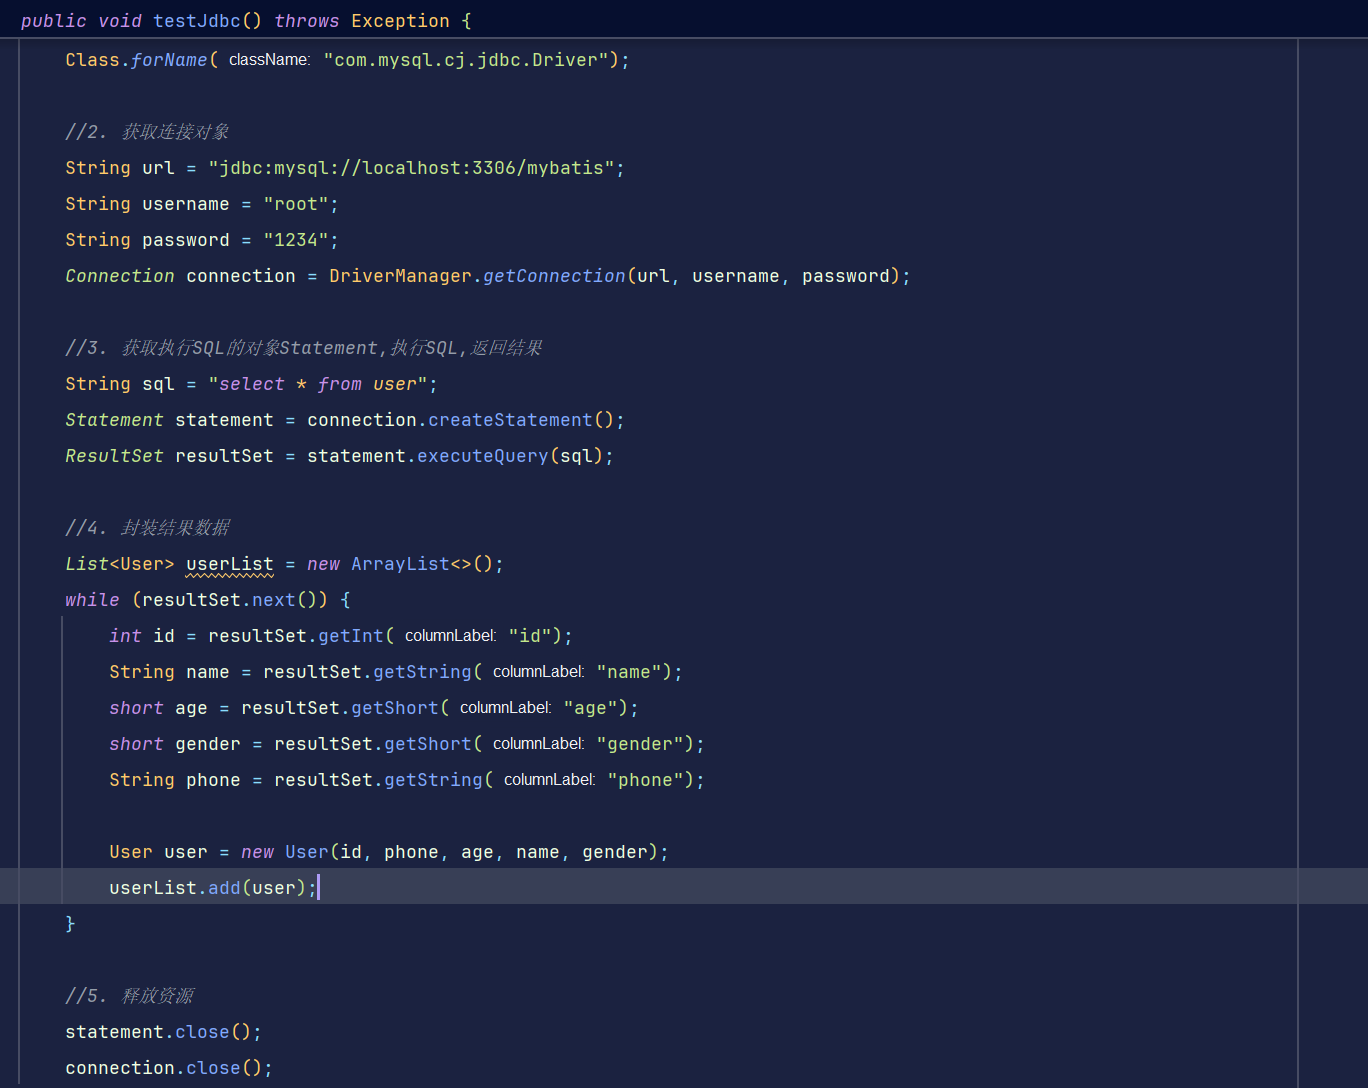 public void testJdbc() throws Exception {
Class.forName( className: "com.mysql.cj.jdbc.Driver");
//2. 获取连接对象
String url = "jdbc:mysql://localhost:3306/mybatis";
String username = "root";
String password = "1234";
Connection connection = DriverManager.getConnection(url, username, password);
//3. 获取执行SQL的对象Statement,执行SQL,返回结果
String sql = "select * from user";
Statement statement = connection.createStatement();
ResultSet resultSet = statement.executeQuery(sql);
//4. 封装结果数据
List<User> userList = new ArrayList<>();
while (resultSet.next()) {
int id = resultSet.getInt( columnLabel: "id");
String name = resultSet.getString( columnLabel: "name");
short age = resultSet.getShort( columnLabel: "age");
short gender = resultSet.getShort( columnLabel: "gender");
String phone = resultSet.getString( columnLabel: "phone");
User user = new User(id, phone, age, name, gender);
userList.add(user);
}
//5. 释放资源
statement.close();
connection.close();